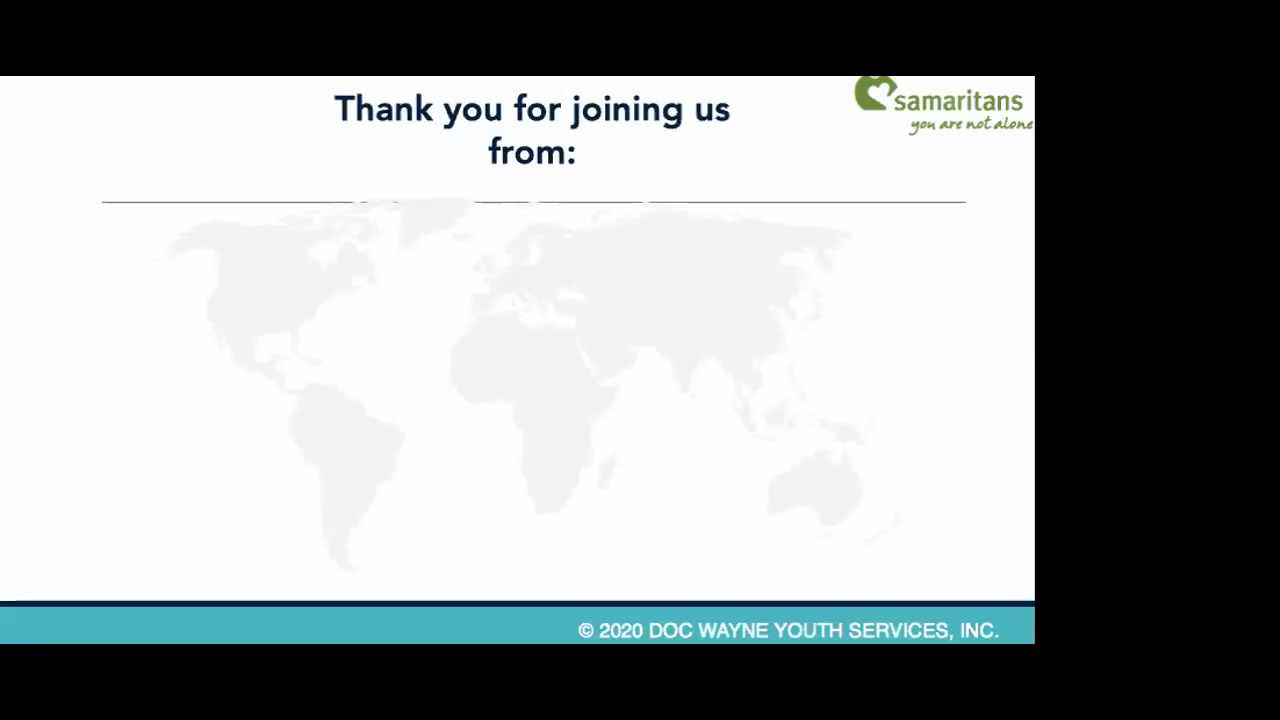 Thank you for joining us
from:
samaritans
you are not alone
© 2020 DOC WAYNE YOUTH SERVICES, INC.